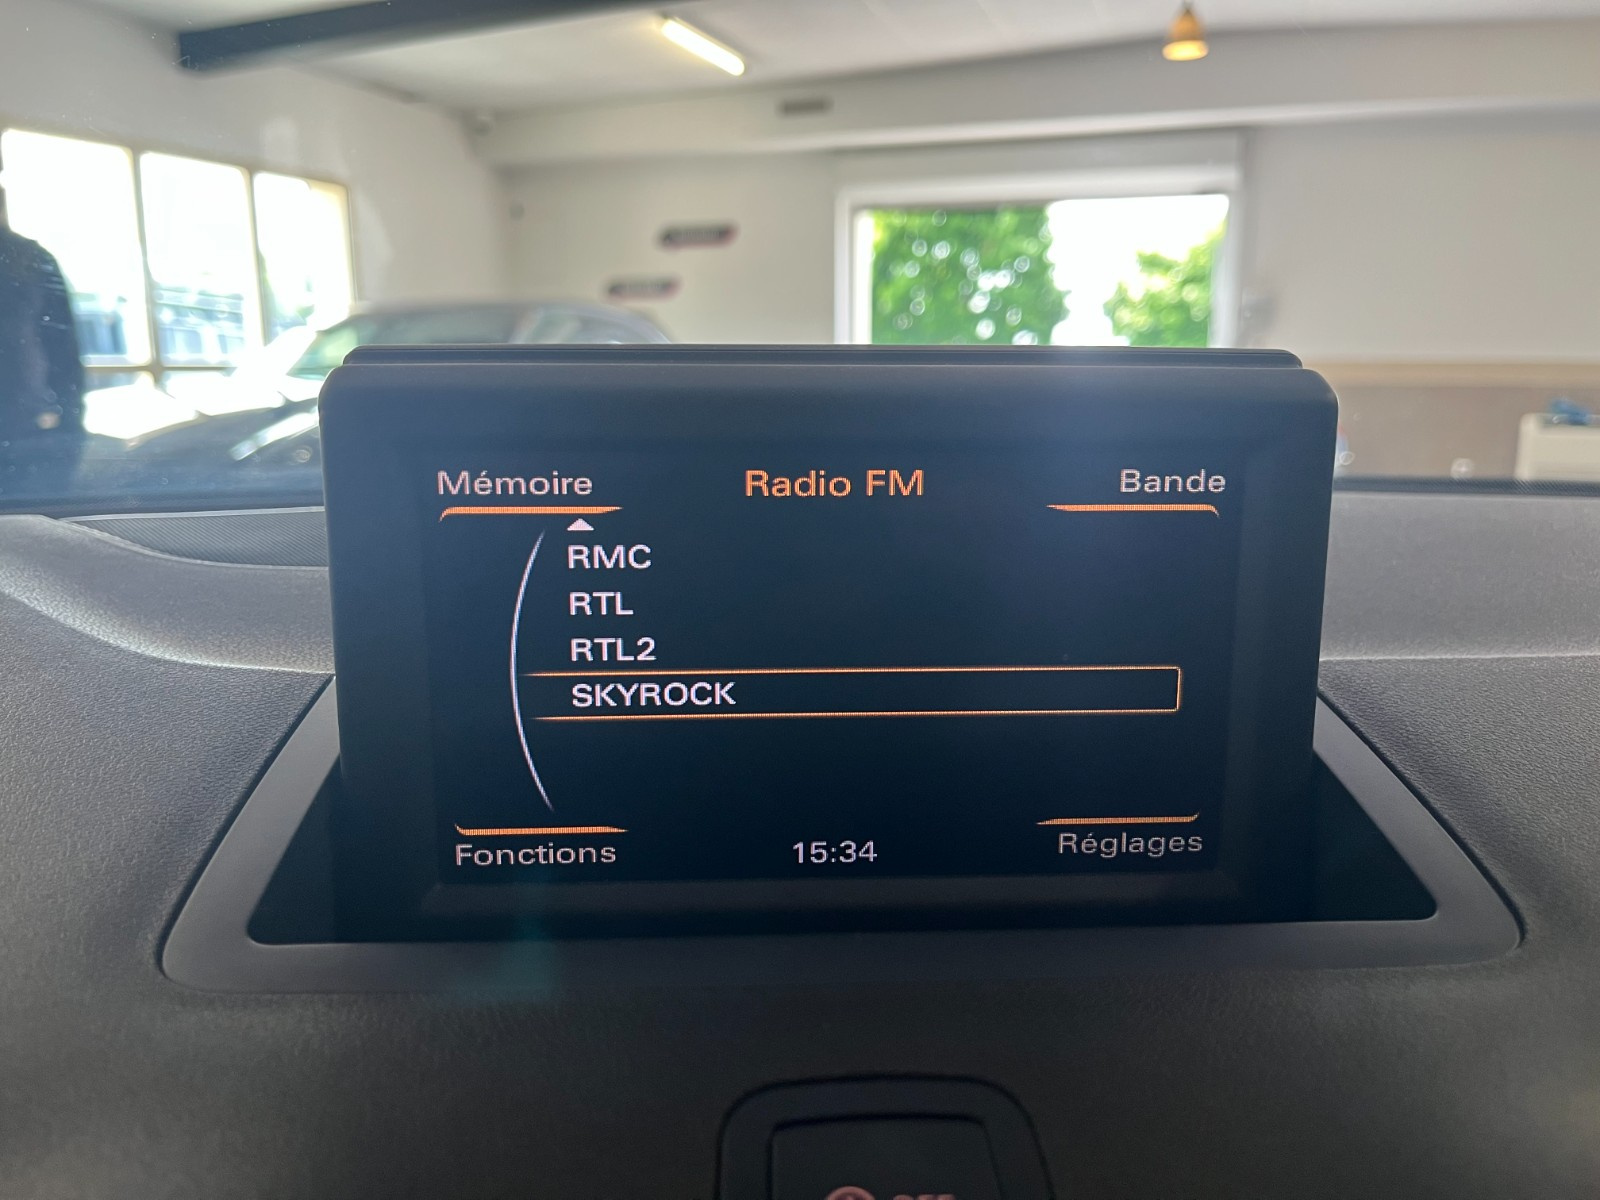 Mémoire
Radio FM
Bande
RMC
RTL
RTL2
SKYROCK
Fonctions
15:34
Réglages